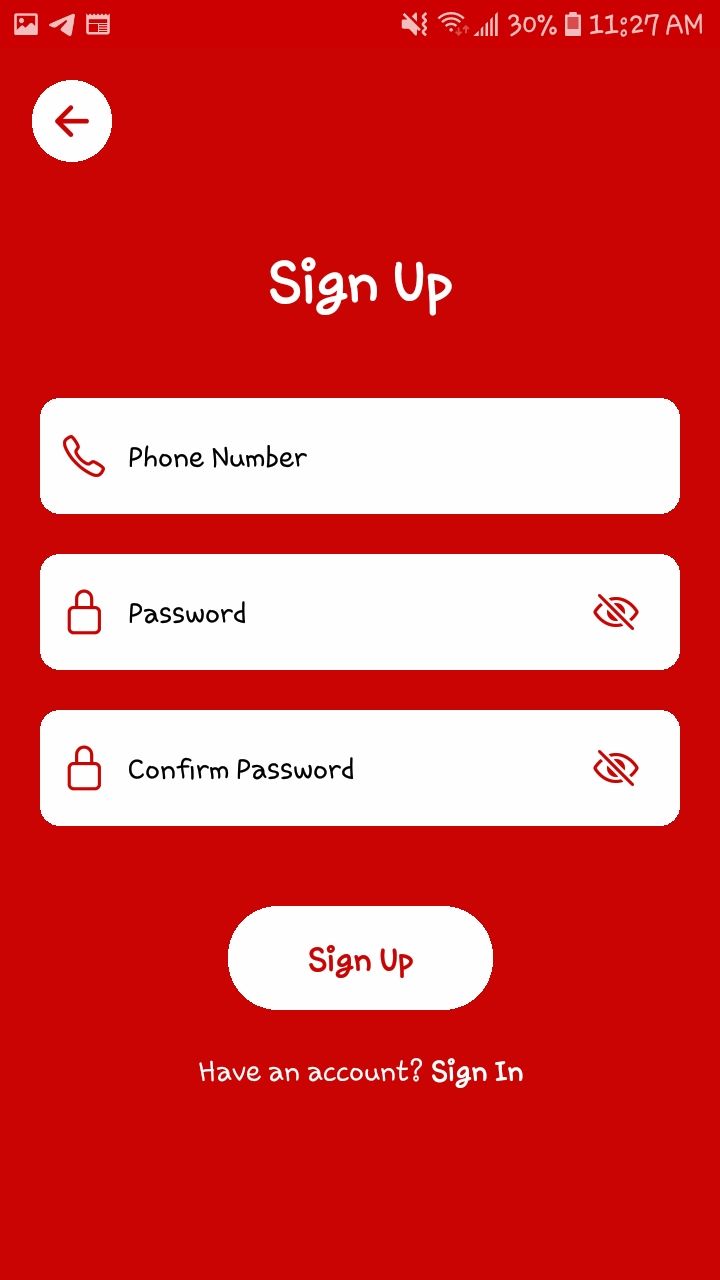 30% 11:27 AM
Sign Up
Phone Number
Password
Confirm Password
Sign Up
Have an account? Sign In